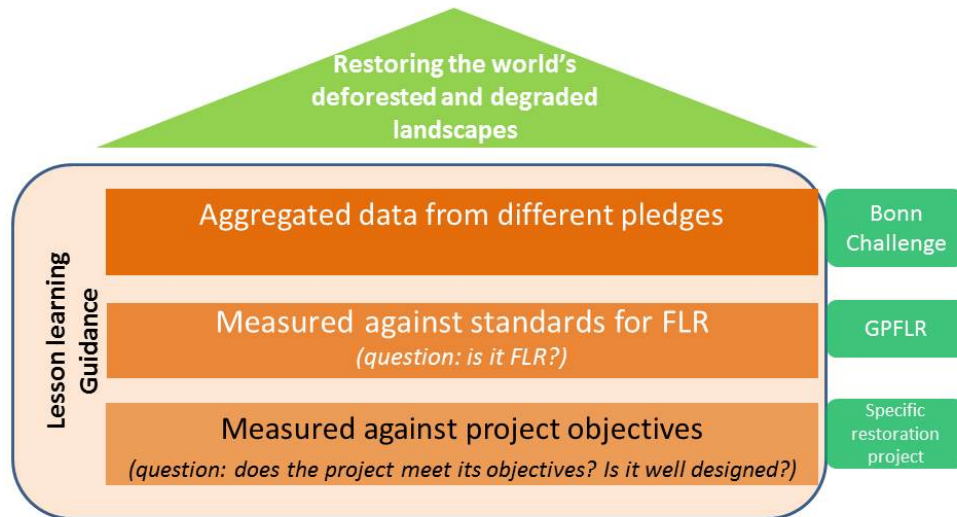 Restoring the world's
deforested and degraded
landscapes
Lesson learning
Guidance
Aggregated data from different pledges
Bonn
Challenge
Measured against standards for FLR
(question: is it FLR?)
GPFLR
Measured against project objectives
(question: does the project meet its objectives? Is it well designed?)
Specific
restoration
project